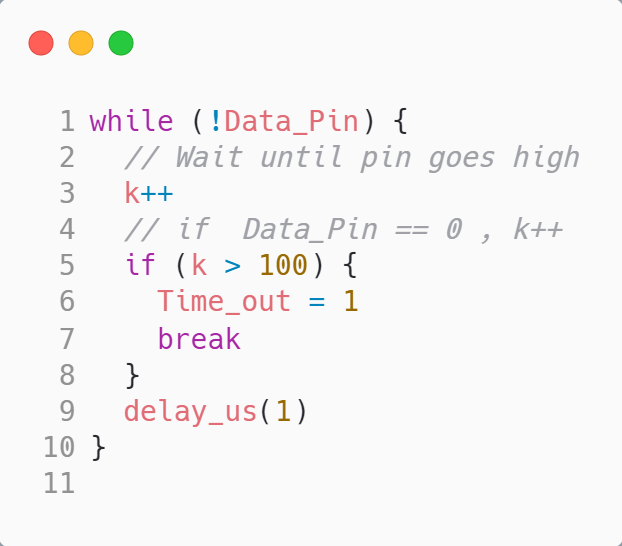 1 while (!Data_Pin) {
2   // Wait until pin goes high
3   k++
4   // if  Data_Pin == 0 , k++
5   if (k > 100) {
6     Time_out = 1
7     break
8   }
9   delay_us(1)
10 }
11